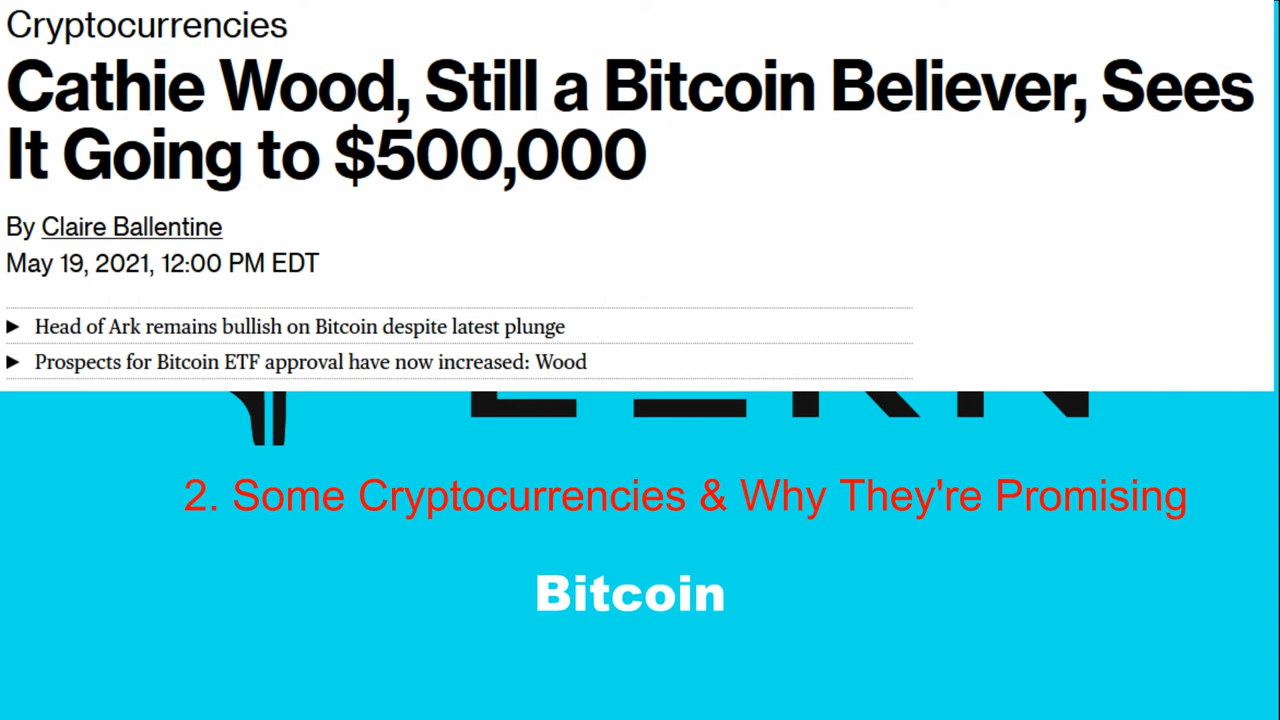 Cryptocurrencies
Cathie Wood, Still a Bitcoin Believer, Sees
It Going to $500,000
By Claire Ballentine
May 19, 2021, 12:00 PM EDT
Head of Ark remains bullish on Bitcoin despite latest plunge
Prospects for Bitcoin ETF approval have now increased: Wood
2. Some Cryptocurrencies & Why They're Promising
Bitcoin